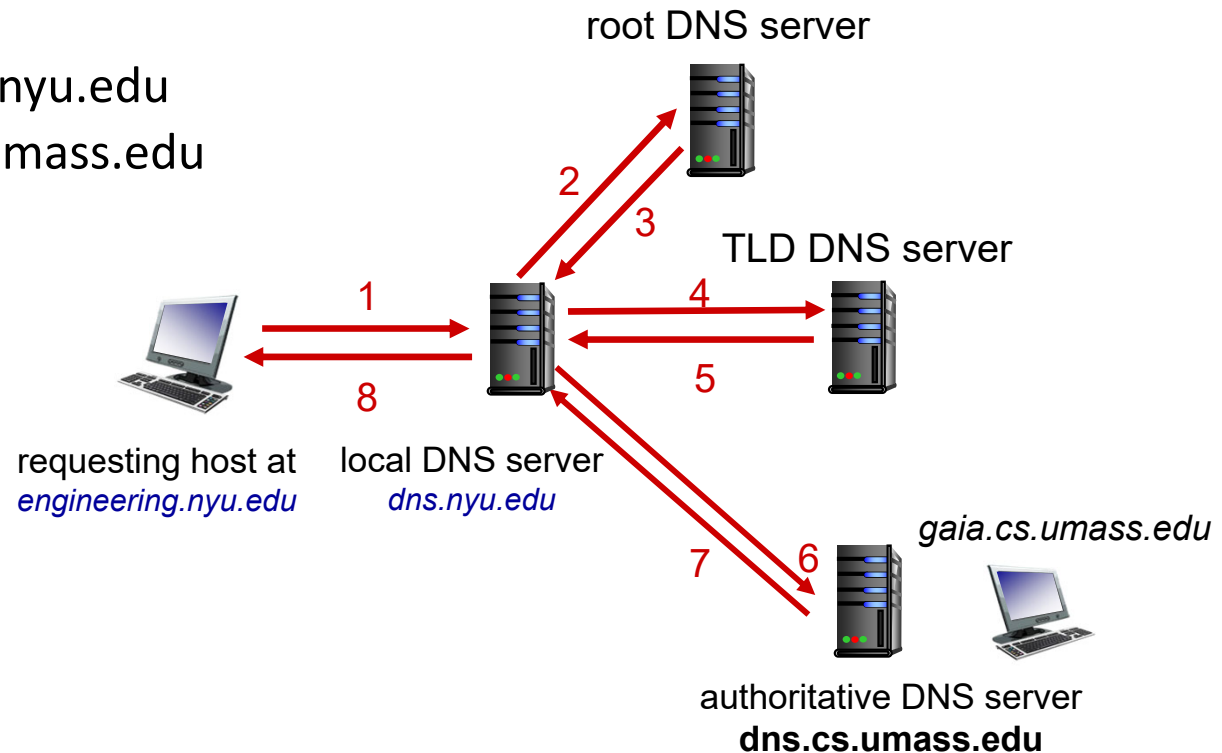 root DNS server
nyu.edu
mass.edu
2
3
TLD DNS server
1
4
5
8
requesting host at
engineering.nyu.edu
local DNS server
dns.nyu.edu
gaia.cs.umass.edu
7
6
authoritative DNS server
dns.cs.umass.edu